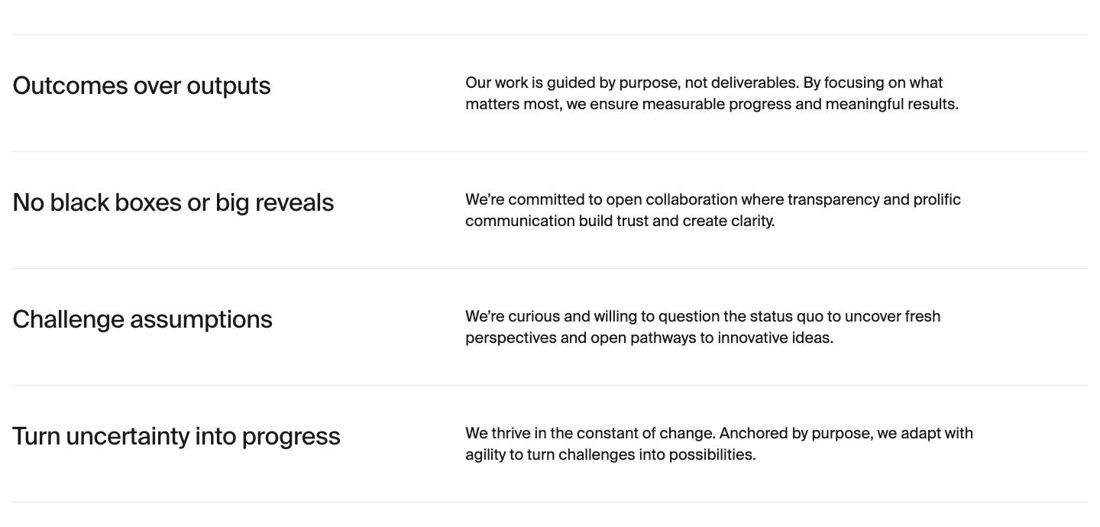 Outcomes over outputs
Our work is guided by purpose, not deliverables. By focusing on what
matters most, we ensure measurable progress and meaningful results.
No black boxes or big reveals
We’re committed to open collaboration where transparency and prolific
communication build trust and create clarity.
Challenge assumptions
We’re curious and willing to question the status quo to uncover fresh
perspectives and open pathways to innovative ideas.
Turn uncertainty into progress
We thrive in the constant of change. Anchored by purpose, we adapt with
agility to turn challenges into possibilities.